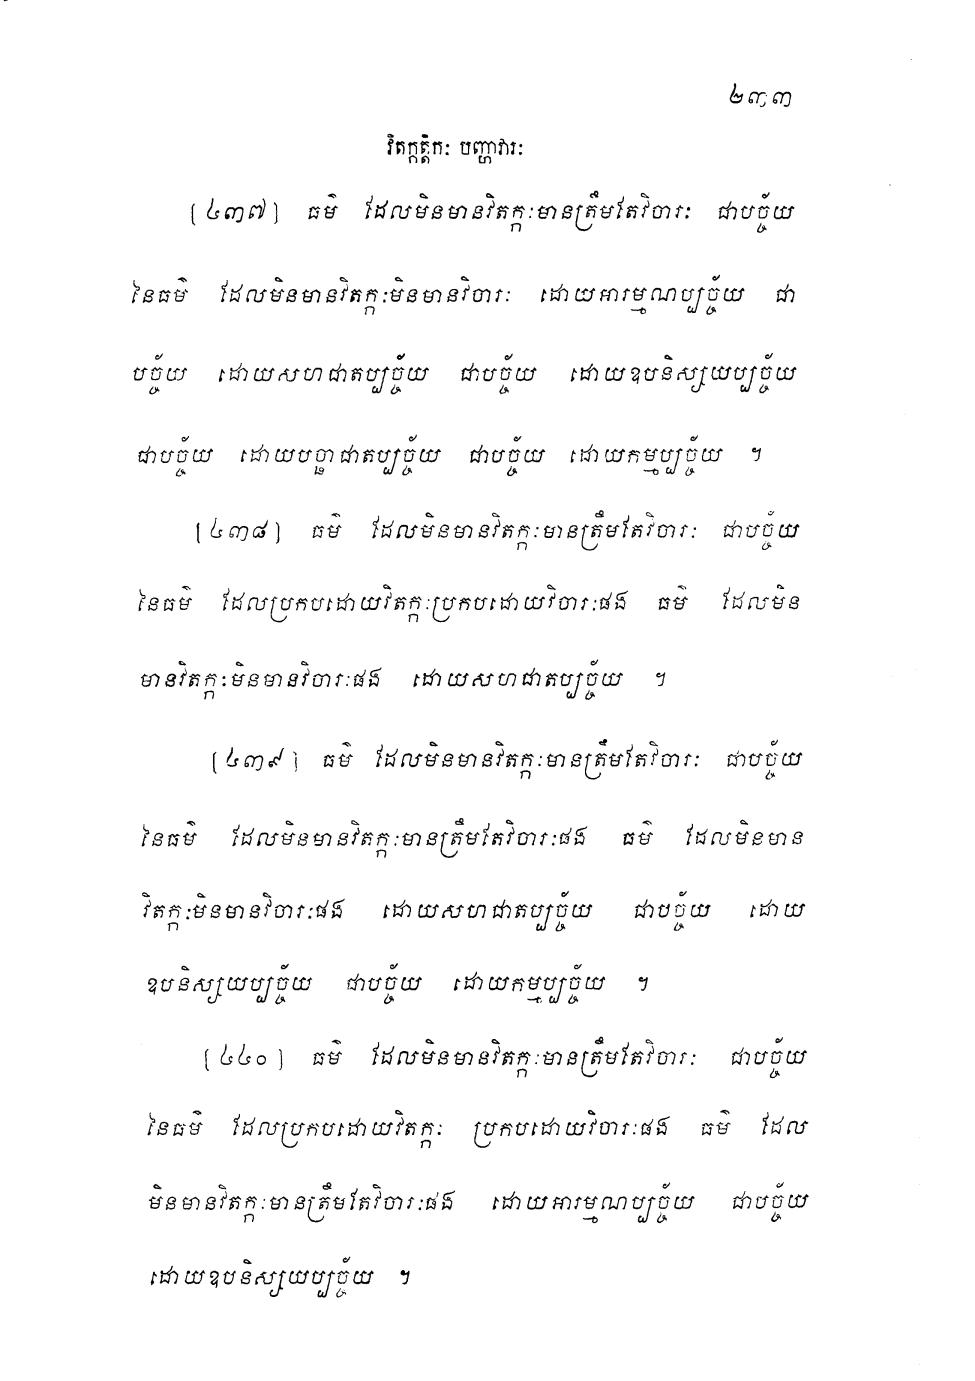 ២៣៣
វិតក្កត្តិកៈ បញ្ហាវារៈ
[៤៣៧] ធម៌ ដែលមិនមានវិតក្កៈមានត្រឹមតែវិចារៈ ជាបច្ច័យ
នៃធម៌ ដែលមិនមានវិតក្កៈមិនមានវិចារៈ ដោយអារម្មណប្បច្ច័យ ជា
បច្ច័យ ដោយសហជាតប្បច្ច័យ ជាបច្ច័យ ដោយឧបនិស្សយប្បច្ច័យ
ជាបច្ច័យ ដោយបច្ឆាជាតប្បច្ច័យ ជាបច្ច័យ ដោយកម្មប្បច្ច័យ ។
[៤៣៨] ធម៌ ដែលមិនមានវិតក្កៈមានត្រឹមតែវិចារៈ ជាបច្ច័យ
នៃធម៌ ដែលប្រកបដោយវិតក្កៈប្រកបដោយវិចារៈផង ធម៌ ដែលមិន
មានវិតក្កៈមិនមានវិចារៈផង ដោយសហជាតប្បច្ច័យ ។
[៤៣៩] ធម៌ ដែលមិនមានវិតក្កៈមានត្រឹមតែវិចារៈ ជាបច្ច័យ
នៃធម៌ ដែលមិនមានវិតក្កៈមានត្រឹមតែវិចារៈផង ធម៌ ដែលមិនមាន
វិតក្កៈមិនមានវិចារៈផង ដោយសហជាតប្បច្ច័យ ជាបច្ច័យ ដោយ
ឧបនិស្សយប្បច្ច័យ ជាបច្ច័យ ដោយកម្មប្បច្ច័យ ។
[៤៤០] ធម៌ ដែលមិនមានវិតក្កៈមានត្រឹមតែវិចារៈ ជាបច្ច័យ
នៃធម៌ ដែលប្រកបដោយវិតក្កៈ ប្រកបដោយវិចារៈផង ធម៌ ដែល
មិនមានវិតក្កៈមានត្រឹមតែវិចារៈផង ដោយអារម្មណប្បច្ច័យ ជាបច្ច័យ
ដោយឧបនិស្សយប្បច្ច័យ ។